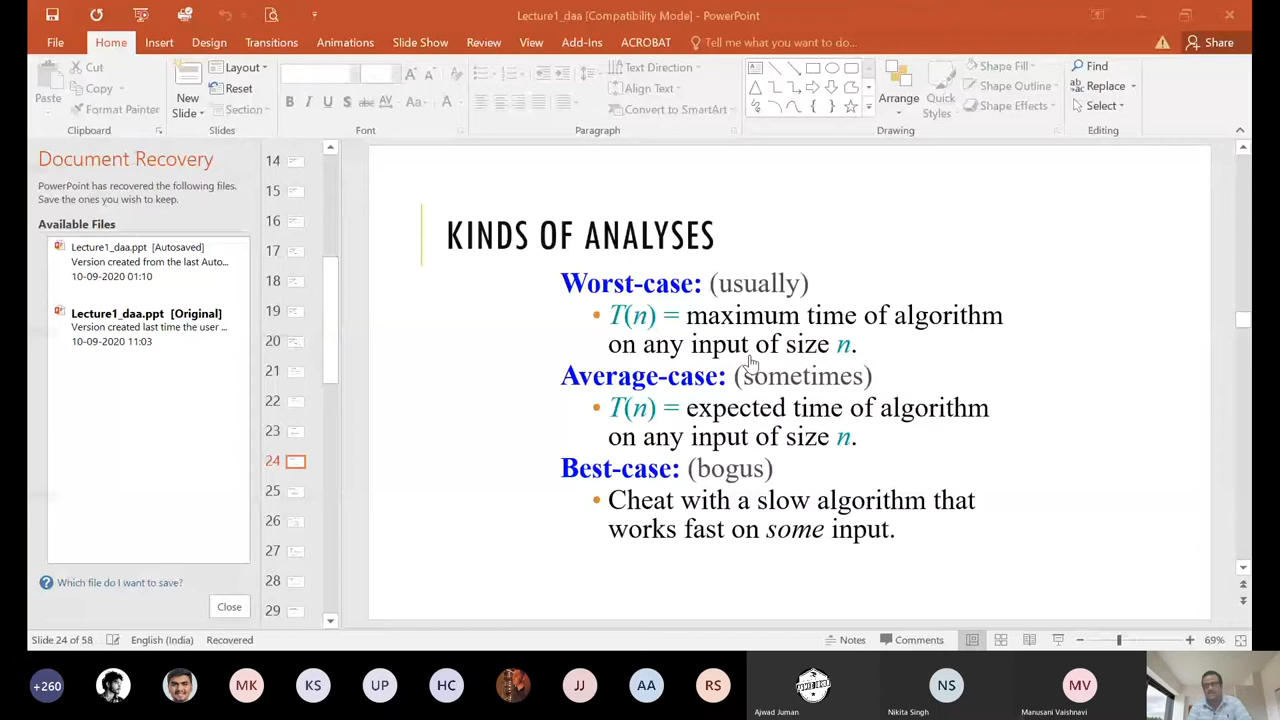 Lecture1_daa [Compatibility Mode] - PowerPoint
File Home Insert Design Transitions Animations Slide Show Review View Add-Ins ACROBAT Tell me what you want to do... Share
Paste
Cut
Copy
Format Painter
Clipboard
New Slide
Layout
Reset
Slides
B I U S abc AV Aa A
Font
Text Direction
Align Text
Convert to SmartArt
Paragraph
Arrange
Quick Styles
Shape Fill
Shape Outline
Shape Effects
Drawing
Find
Replace
Select
Editing
Document Recovery
PowerPoint has recovered the following files.
Save the ones you wish to keep.
Available Files
Lecture1_daa.ppt [Autosaved]
Version created from the last Auto...
10-09-2020 01:10
Lecture1_daa.ppt [Original]
Version created last time the user ...
10-09-2020 11:03
Which file do I want to save?
Close
14
15
16
17
18
19
20
21
22
23
24
25
26
27
28
29
KINDS OF ANALYSES
Worst-case: (usually)
• T(n) = maximum time of algorithm
on any input of size n.
Average-case: (sometimes)
• T(n) = expected time of algorithm
on any input of size n.
Best-case: (bogus)
• Cheat with a slow algorithm that
works fast on some input.
Slide 24 of 58 English (India) Recovered Notes Comments 69%
+260 MK KS UP HC JJ AA RS NS MV
Ajwad Juman Nikita Singh Manusani Vaishnavi